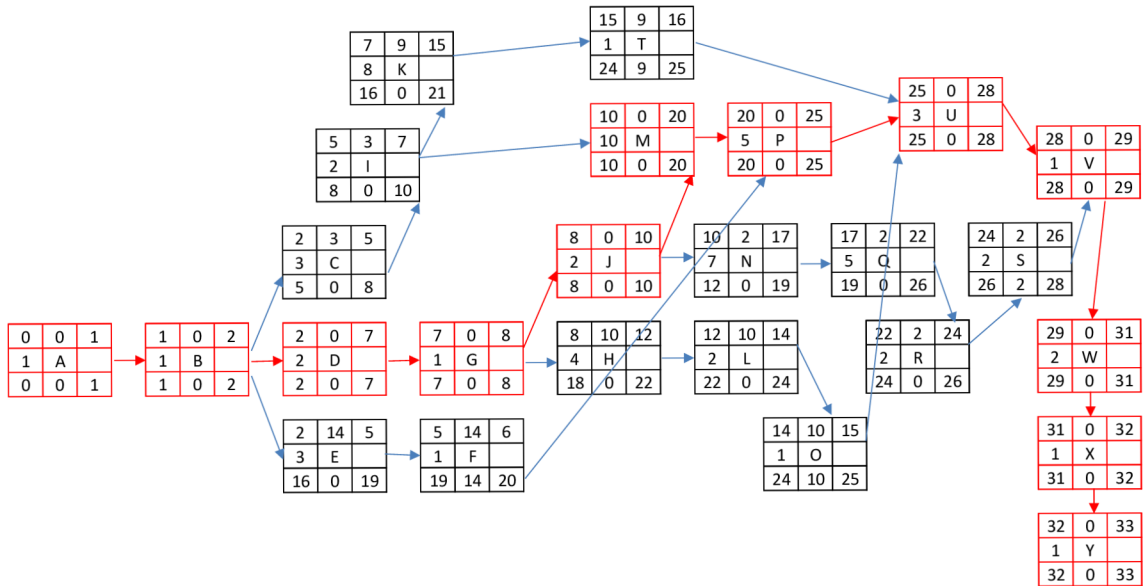 15 9 16
1 T
24 9 25
7 9 15
8 K
16 0 21
25 0 28
3 U
25 0 28
10 0 20
10 M
10 0 20
20 0 25
5 P
20 0 25
5 3 7
2 I
8 0 10
28 0 29
1 V
28 0 29
2 3 5
3 C
5 0 8
8 0 10
2 J
8 0 10
10 2 17
7 N
12 0 19
17 2 22
5 Q
19 0 26
24 2 26
2 S
26 2 28
0 0 1
1 A
0 0 1
1 0 2
1 B
1 0 2
2 0 7
2 D
2 0 7
7 0 8
1 G
7 0 8
8 10 12
4 H
18 0 22
12 10 14
2 L
22 0 24
22 2 24
2 R
24 0 26
29 0 31
2 W
29 0 31
2 14 5
3 E
16 0 19
5 14 6
1 F
19 14 20
14 10 15
1 O
24 10 25
31 0 32
1 X
31 0 32
32 0 33
1 Y
32 0 33